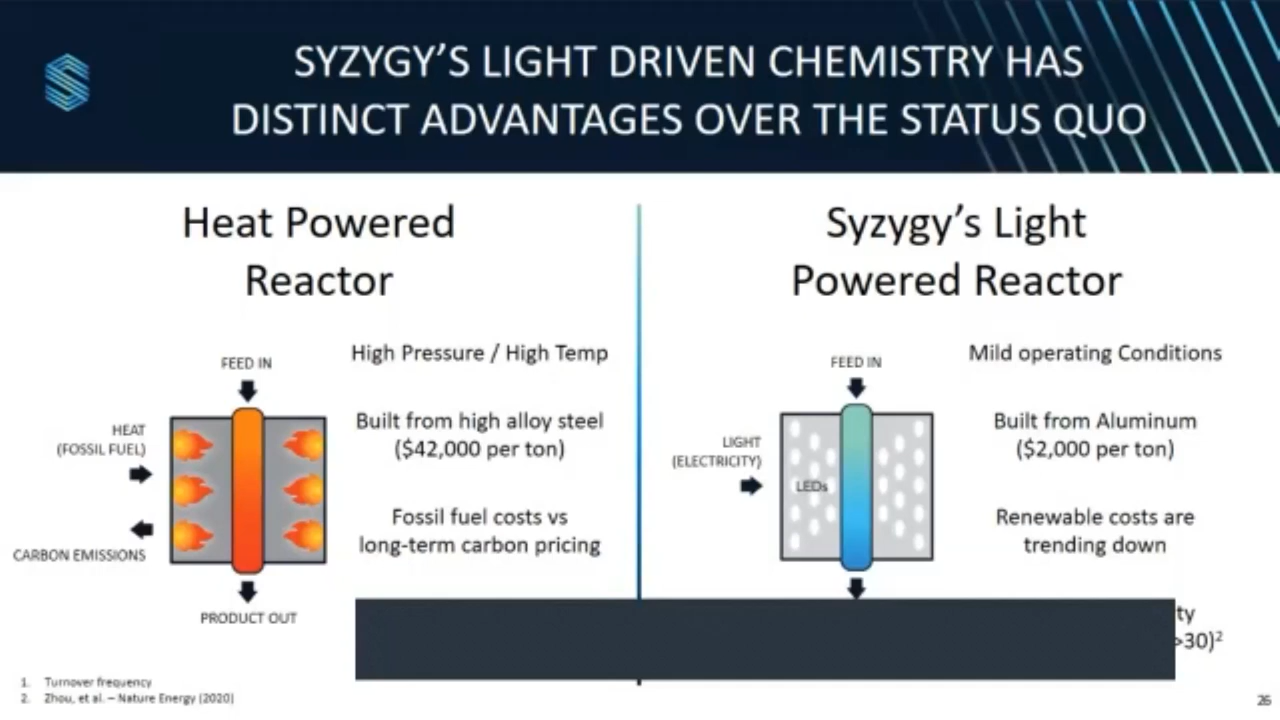 SYZYGY'S LIGHT DRIVEN CHEMISTRY HAS
DISTINCT ADVANTAGES OVER THE STATUS QUO
Heat Powered
Reactor
FEED IN
HEAT
(FOSSIL FUEL)
CARBON EMISSIONS
PRODUCT OUT
High Pressure / High Temp
Built from high alloy steel
($42,000 per ton)
Fossil fuel costs vs
long-term carbon pricing
Syzygy's Light
Powered Reactor
FEED IN
LIGHT
(ELECTRICITY)
LEDs
Mild operating Conditions
Built from Aluminum
($2,000 per ton)
Renewable costs are
trending down
ty
>30)²
1. Turnover frequency
2. Zhou, et al. – Nature Energy (2020)
26